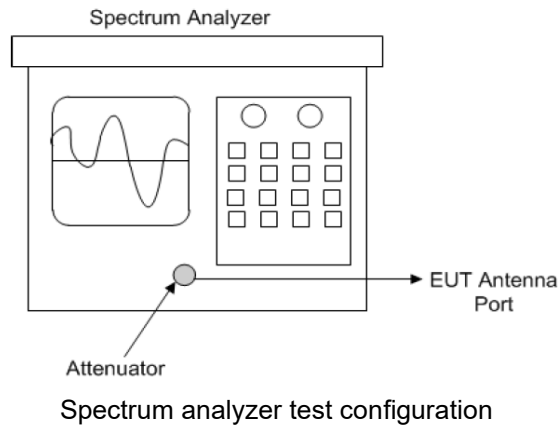 Spectrum Analyzer
EUT Antenna
Port
Attenuator
Spectrum analyzer test configuration